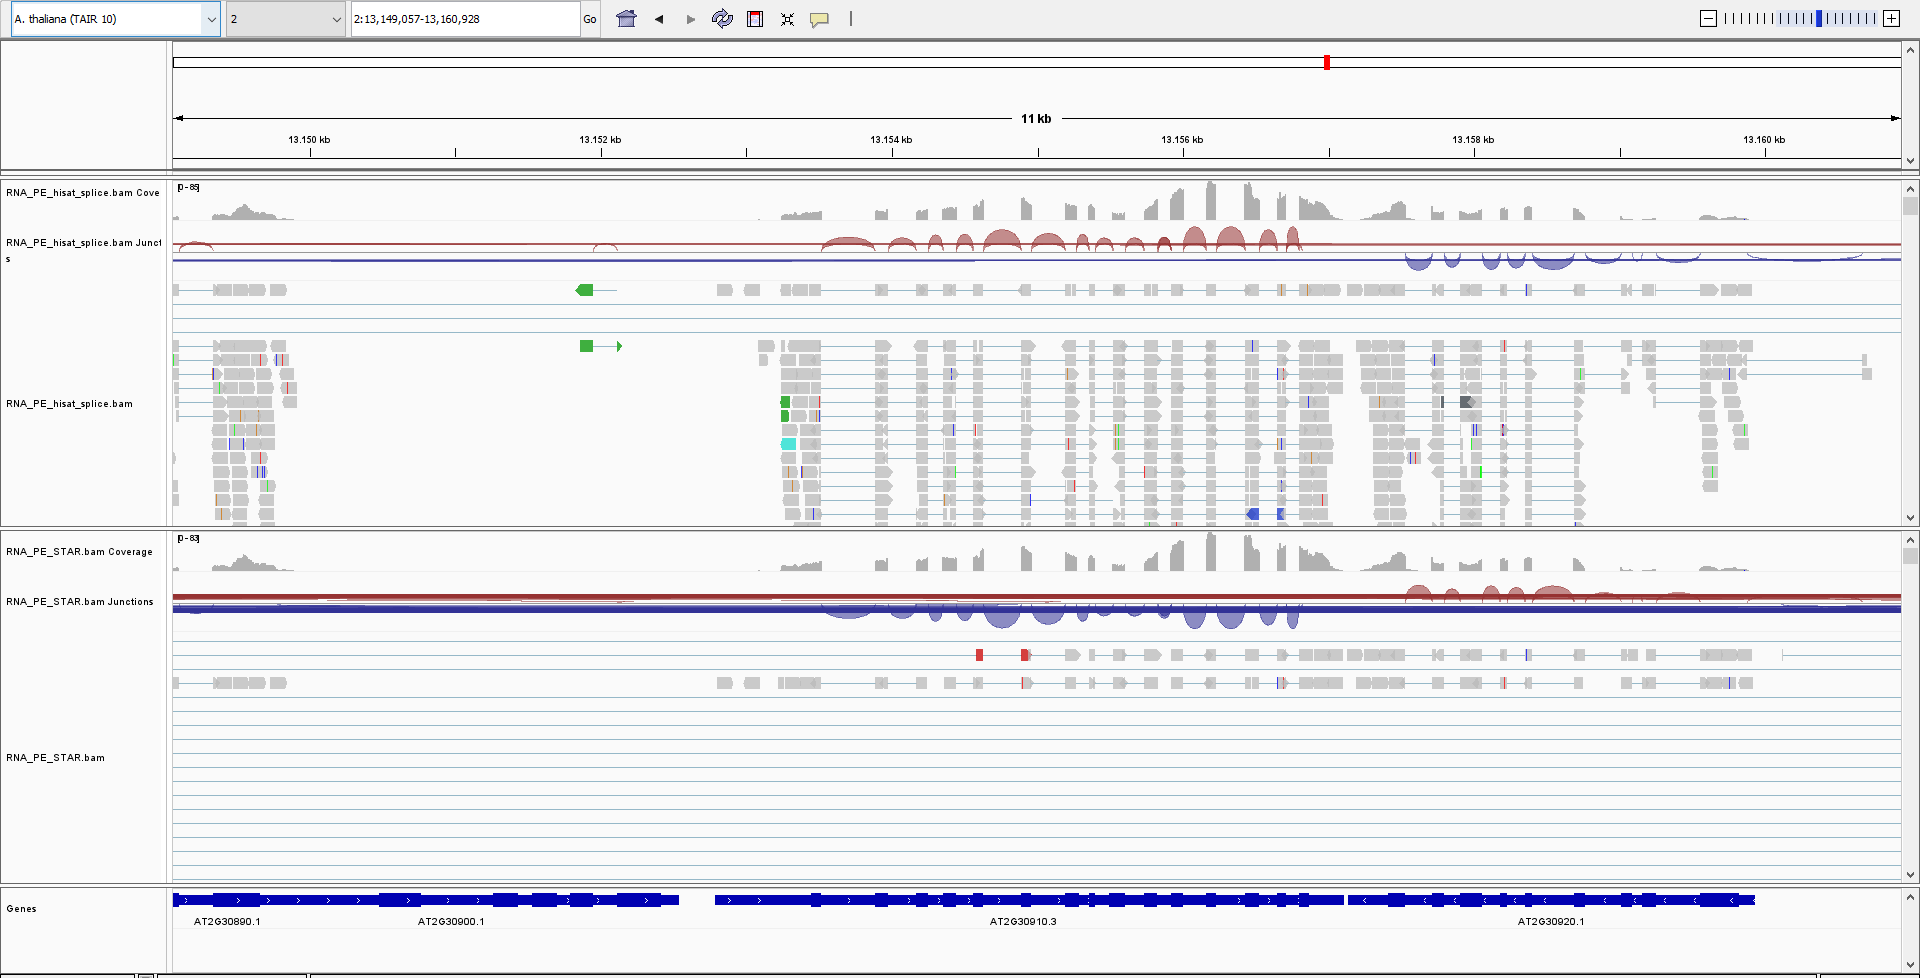 A. thaliana (TAIR 10) 2 2:13,149,057-13,160,928 Go
11 kb
13.150 kb 13.152 kb 13.154 kb 13.156 kb 13.158 kb 13.160 kb
RNA_PE_hisat_splice.bam Cove [0 - 85]
RNA_PE_hisat_splice.bam Junct
s
RNA_PE_hisat_splice.bam
RNA_PE_STAR.bam Coverage [0 - 83]
RNA_PE_STAR.bam Junctions
RNA_PE_STAR.bam
Genes
AT2G30890.1 AT2G30900.1 AT2G30910.3 AT2G30920.1